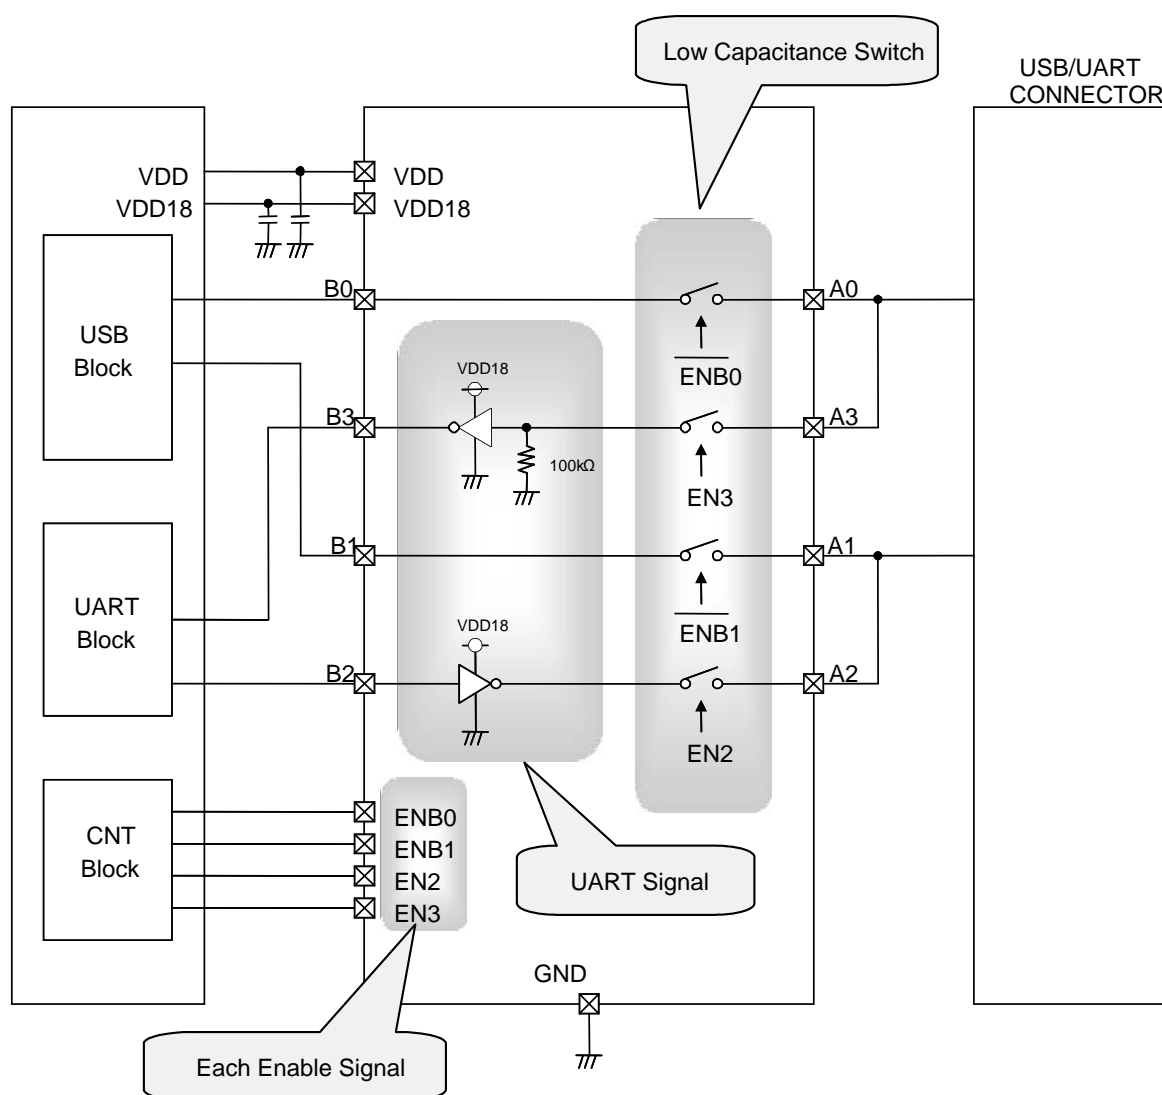 Low Capacitance Switch
USB/UART
CONNECTOR
VDD
VDD
VDD18
VDD18
B0
A0
USB
Block
VDD18
ENB0
B3
A3
100kΩ
EN3
B1
A1
UART
Block
VDD18
ENB1
B2
A2
EN2
CNT
Block
ENB0
ENB1
EN2
EN3
UART Signal
GND
Each Enable Signal